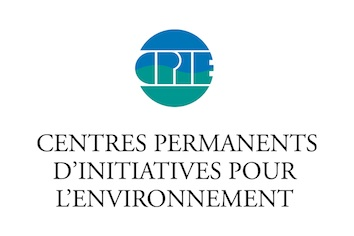 CPIE
CENTRES PERMANENTS
D'INITIATIVES POUR
L'ENVIRONNEMENT